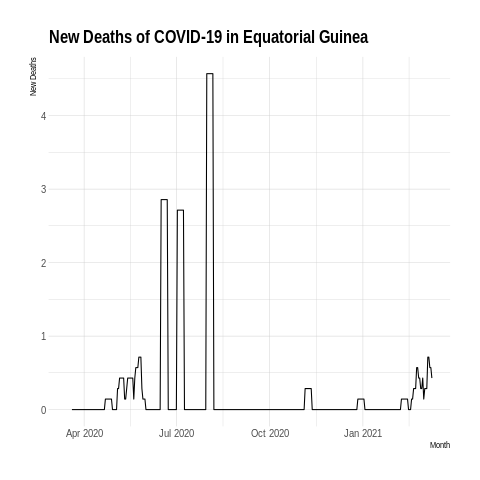 New Deaths of COVID-19 in Equatorial Guinea
New Deaths
4
3
2
1
0
Apr 2020 Jul 2020 Oct 2020 Jan 2021
Month